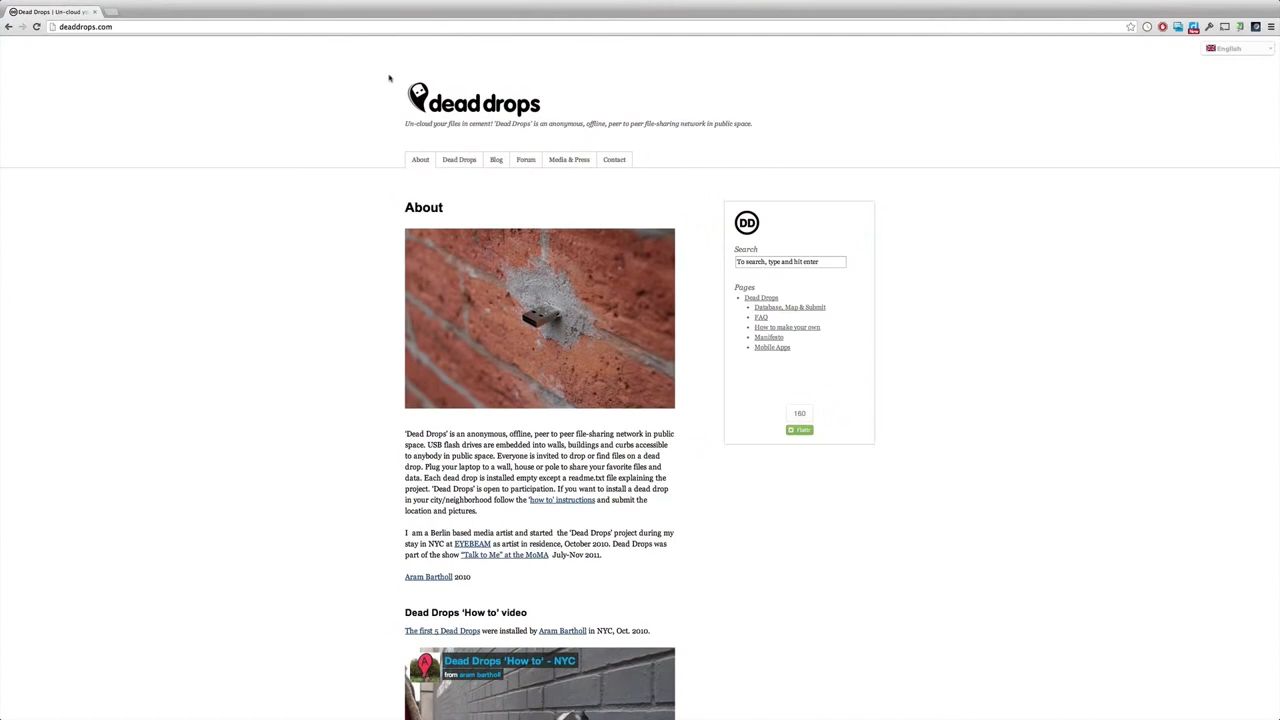 Dead Drops | Un-cloud yo
deaddrops.com
New
English
dead drops
Un-cloud your files in cement! 'Dead Drops' is an anonymous, offline, peer to peer file-sharing network in public space.
About
Dead Drops
Blog
Forum
Media & Press
Contact
About
'Dead Drops' is an anonymous, offline, peer to peer file-sharing network in public
space. USB flash drives are embedded into walls, buildings and curbs accessible
to anybody in public space. Everyone is invited to drop or find files on a dead
drop. Plug your laptop to a wall, house or pole to share your favorite files and
data. Each dead drop is installed empty except a readme.txt file explaining the
project. 'Dead Drops' is open to participation. If you want to install a dead drop
in your city/neighborhood follow the 'how to' instructions and submit the
location and pictures.
I am a Berlin based media artist and started the 'Dead Drops' project during my
stay in NYC at EYEBEAM as artist in residence, October 2010. Dead Drops was
part of the show "Talk to Me" at the MoMA July-Nov 2011.
Aram Bartholl 2010
Dead Drops 'How to' video
The first 5 Dead Drops were installed by Aram Bartholl in NYC, Oct. 2010.
A
Dead Drops 'How to' - NYC
from aram bartholl
DD
Search
To search, type and hit enter
Pages
Dead Drops
Database, Map & Submit
FAQ
How to make your own
Manifesto
Mobile Apps
160
Flattr